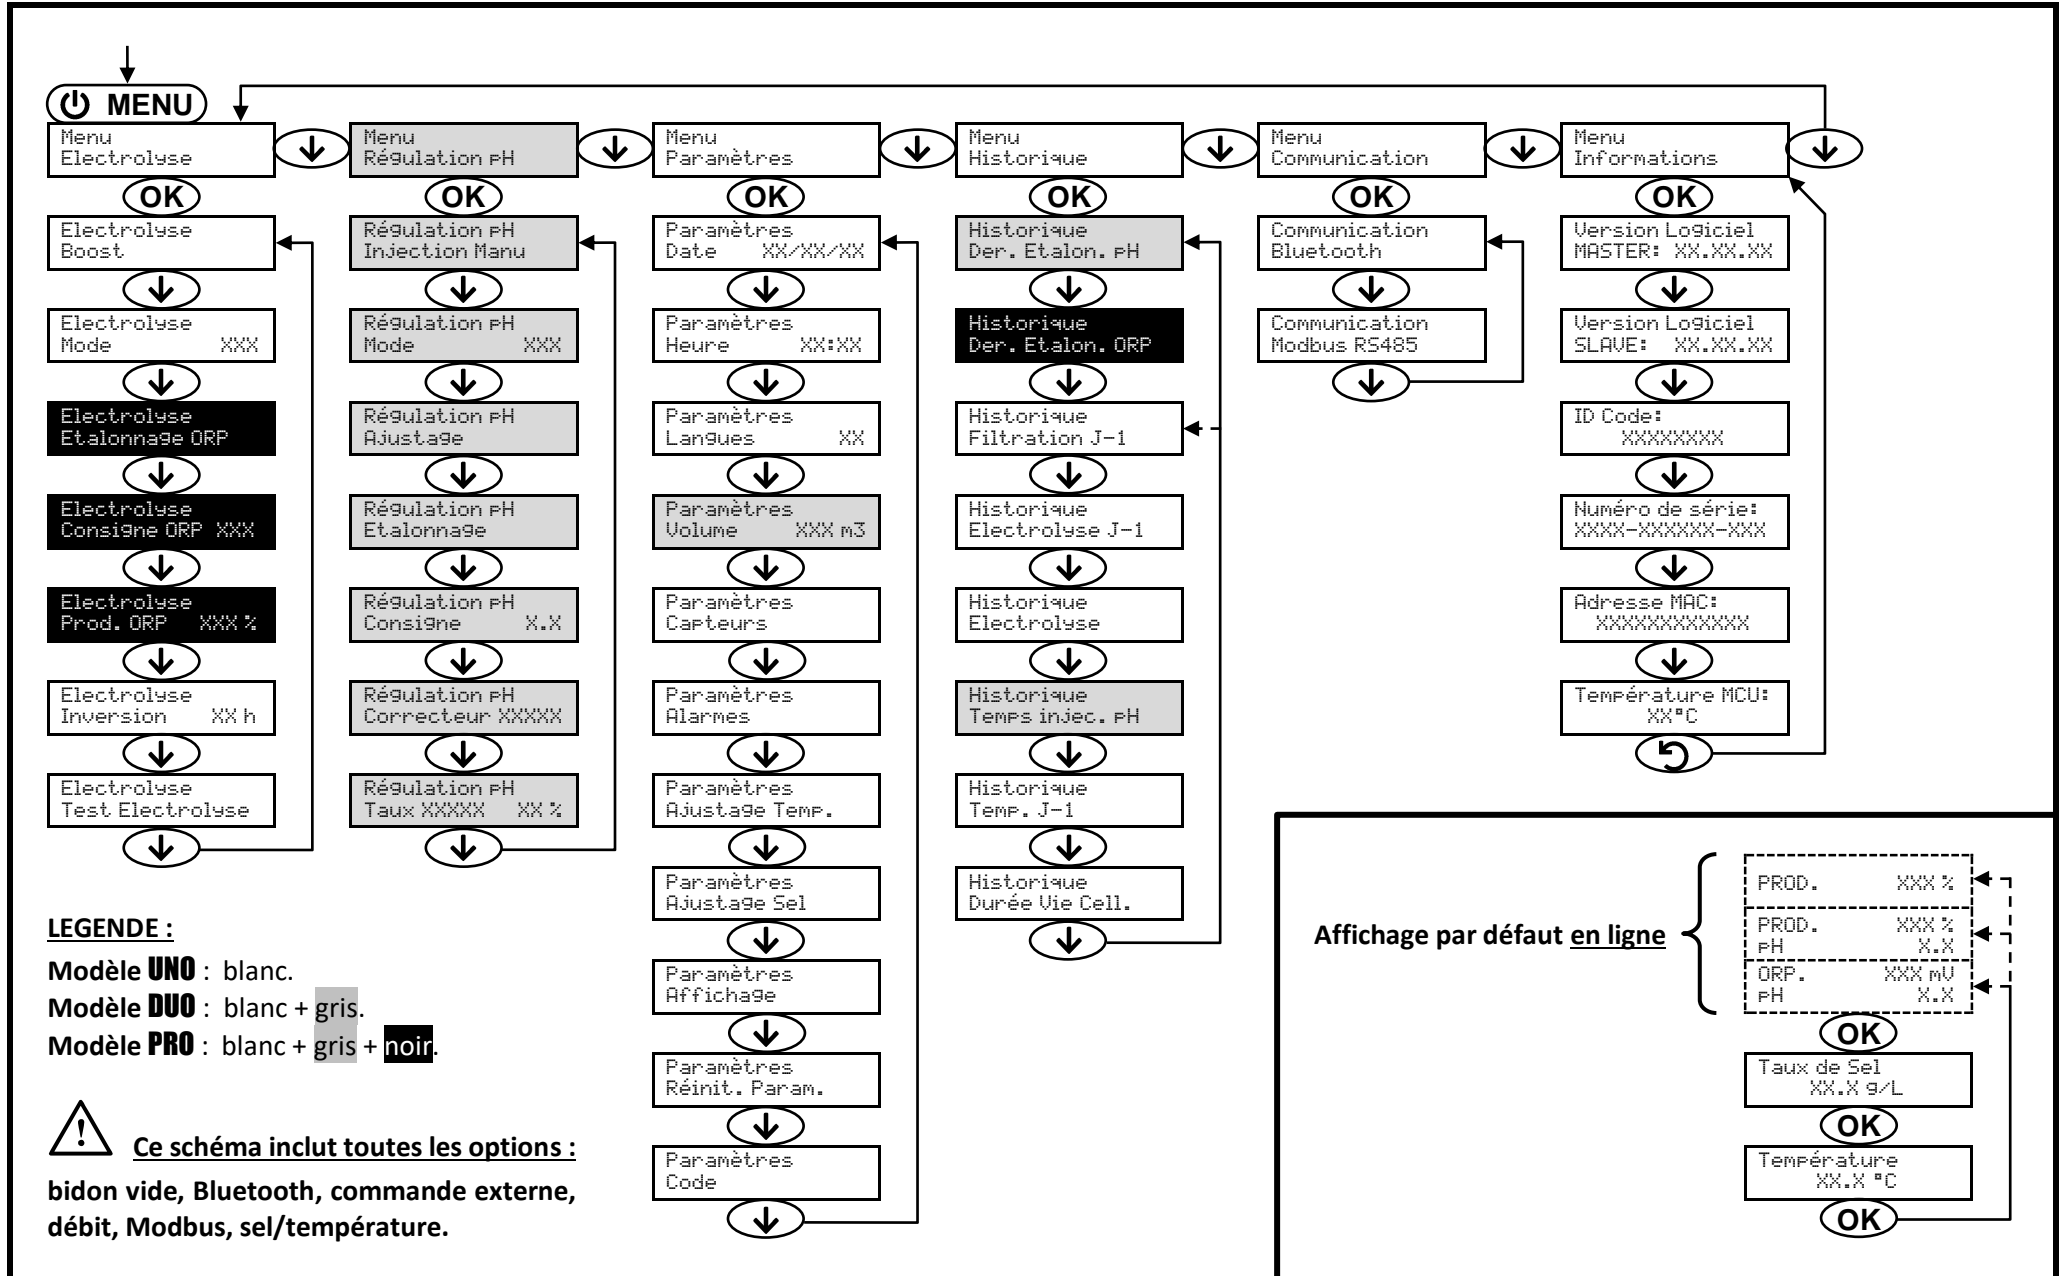 MENU
Menu
Electrolyse
OK
Electrolyse
Boost
Electrolyse
Mode XXX
Electrolyse
Etalonnage ORP
Electrolyse
Consigne ORP XXX
Electrolyse
Prod. ORP XXX %
Electrolyse
Inversion XX h
Electrolyse
Test Electrolyse
Menu
Régulation pH
OK
Régulation pH
Injection Manu
Régulation pH
Mode XXX
Régulation pH
Ajustage
Régulation pH
Etalonnage
Régulation pH
Consigne X.X
Régulation pH
Correcteur XXXXX
Régulation pH
Taux XXXXX XX %
Menu
Paramètres
OK
Paramètres
Date XX/XX/XX
Paramètres
Heure XX:XX
Paramètres
Langues XX
Paramètres
Volume XXX m3
Paramètres
Capteurs
Paramètres
Alarmes
Paramètres
Ajustage Temp.
Paramètres
Ajustage Sel
Paramètres
Affichage
Paramètres
Réinit. Param.
Paramètres
Code
Menu
Historique
OK
Historique
Der. Etalon. pH
Historique
Der. Etalon. ORP
Historique
Filtration J-1
Historique
Electrolyse J-1
Historique
Electrolyse
Historique
Temps injec. pH
Historique
Temp. J-1
Historique
Durée Vie Cell.
Menu
Communication
OK
Communication
Bluetooth
Communication
Modbus RS485
Menu
Informations
OK
Version Logiciel
MASTER: XX.XX.XX
Version Logiciel
SLAVE: XX.XX.XX
ID Code:
XXXXXXXX
Numéro de série:
XXXX-XXXXXX-XXX
Adresse MAC:
XXXXXXXXXXXX
Température MCU:
XX°C
LEGENDE :
Modèle UNO : blanc.
Modèle DUO : blanc + gris.
Modèle PRO : blanc + gris + noir.
Ce schéma inclut toutes les options :
bidon vide, Bluetooth, commande externe,
débit, Modbus, sel/température.
Affichage par défaut en ligne
PROD. XXX %
PROD. XXX %
pH X.X
ORP. XXX mV
pH X.X
OK
Taux de Sel
XX.X g/L
OK
Température
XX.X °C
OK